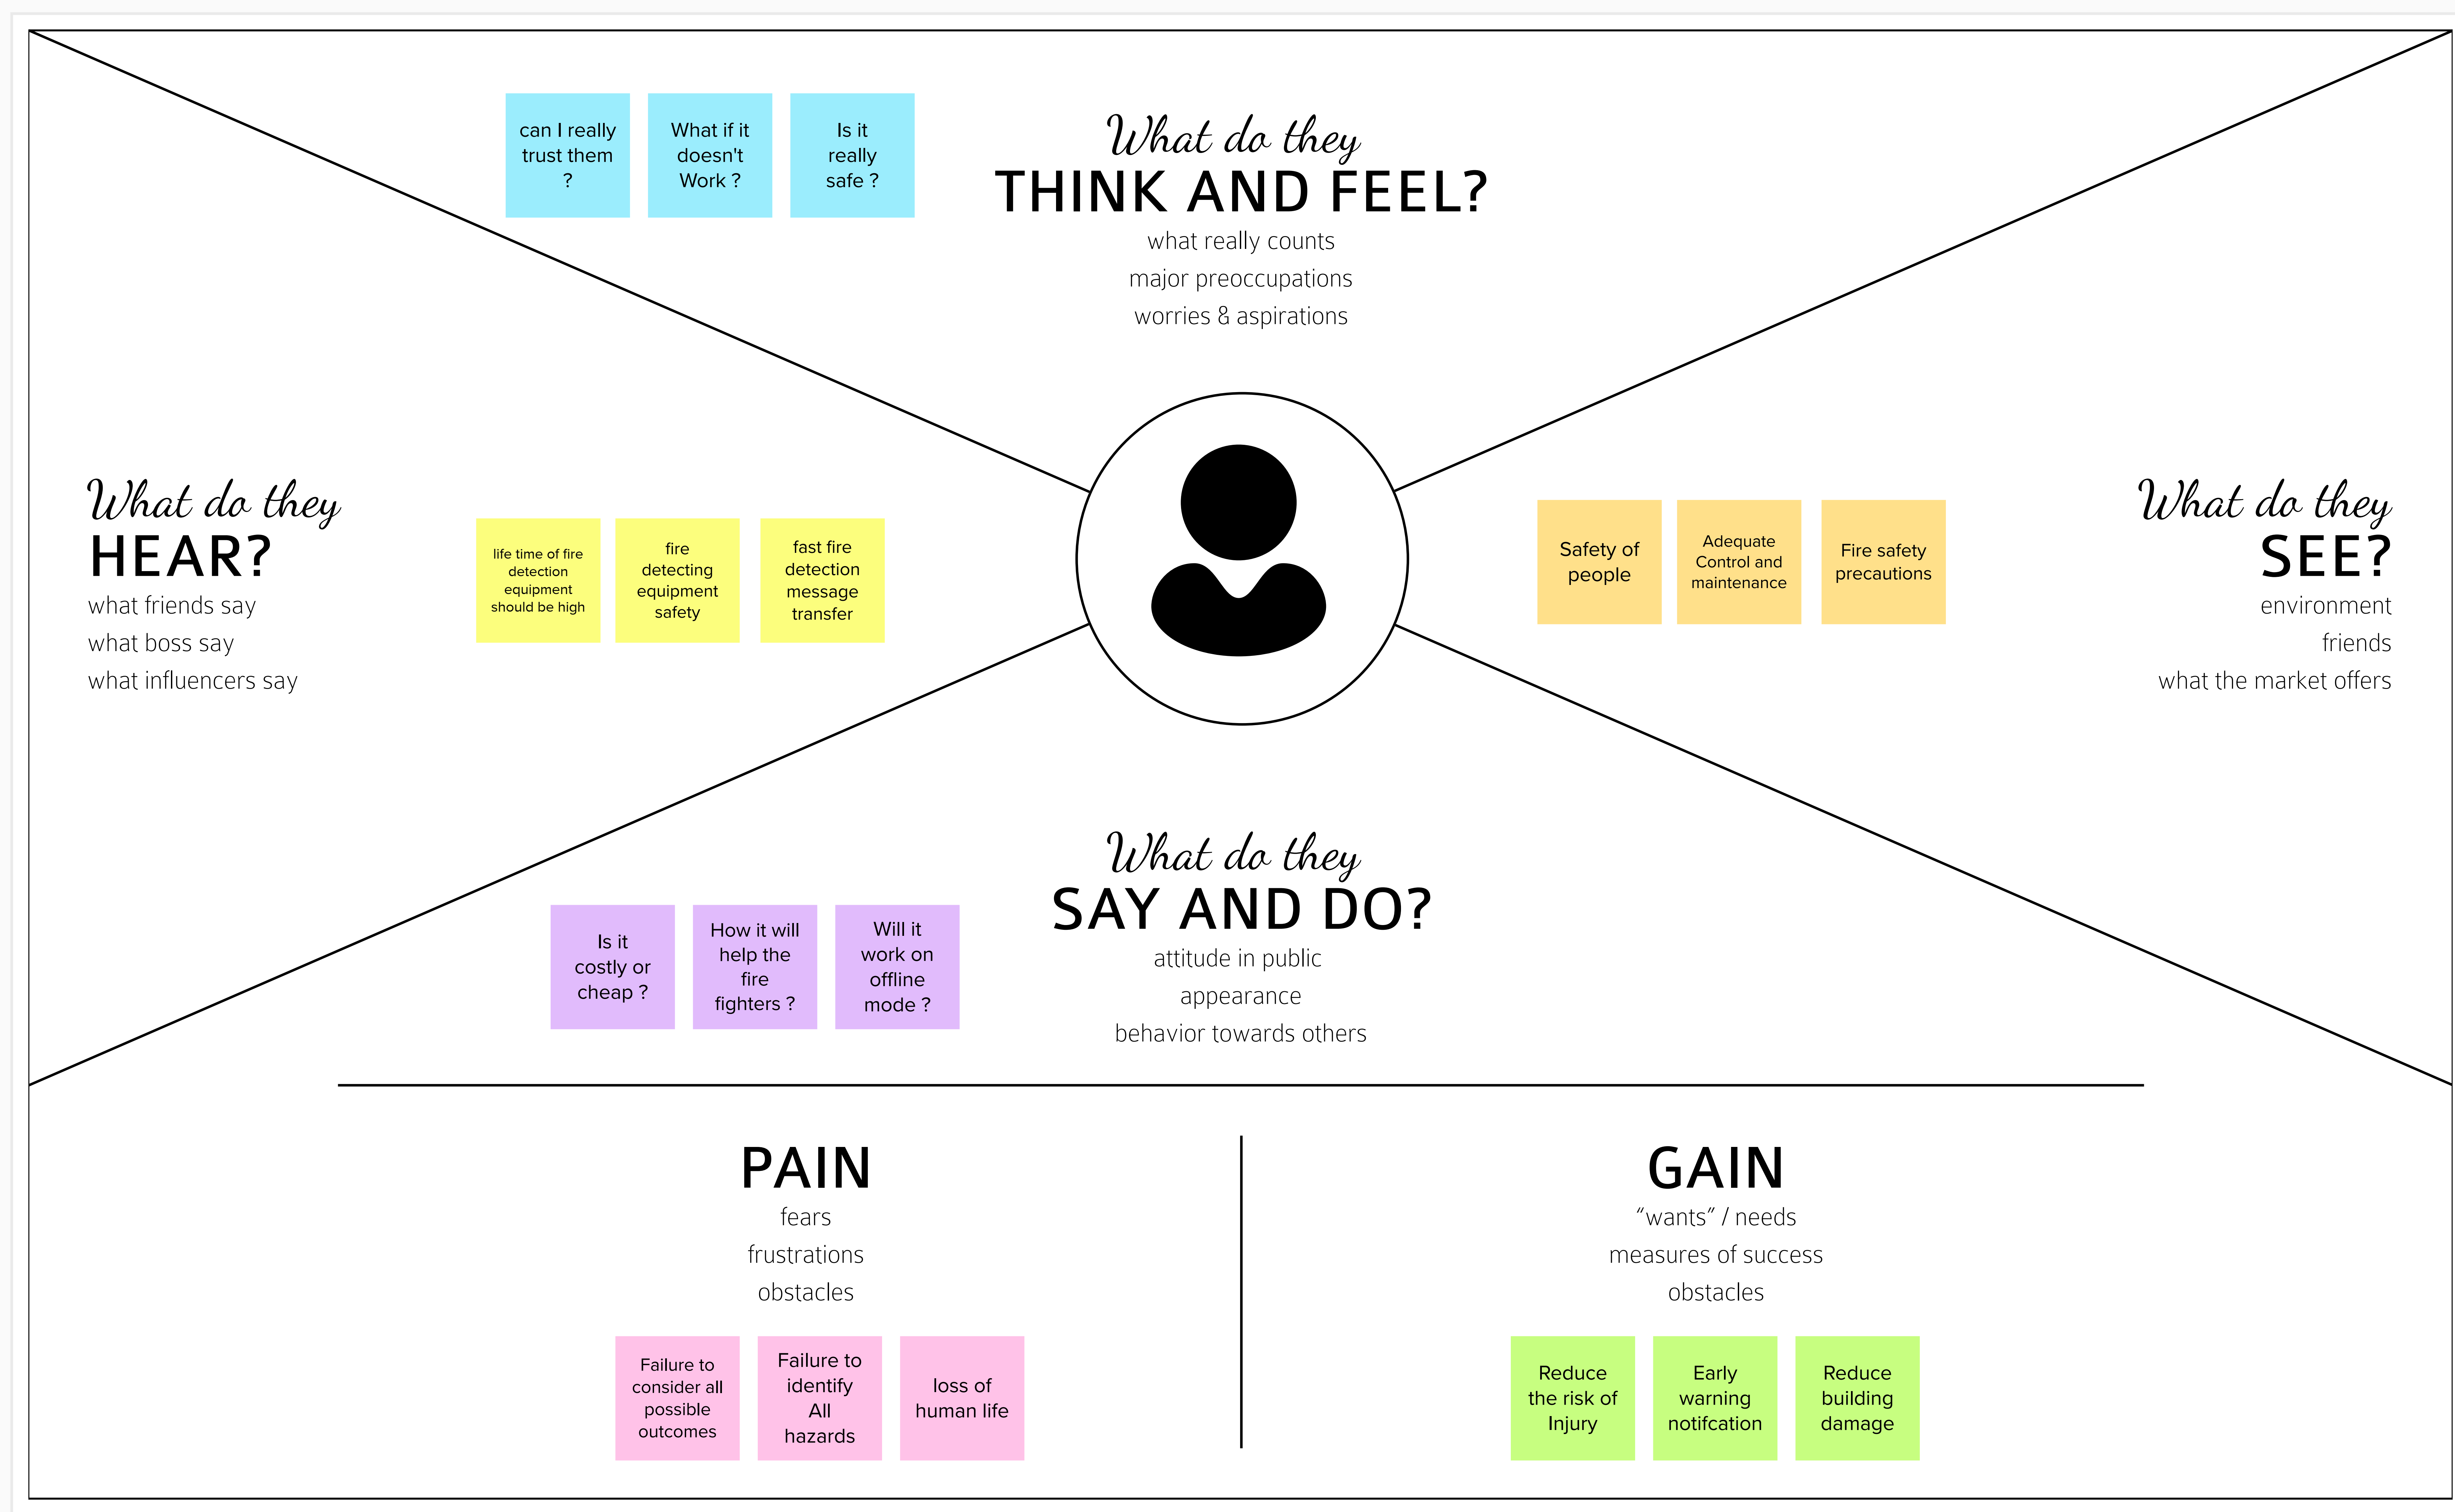 can I really
trust them
?
What if it
doesn't
Work ?
Is it
really
safe ?
What do they
THINK AND FEEL?
what really counts
major preoccupations
worries & aspirations
What do they
HEAR?
what friends say
what boss say
what influencers say
life time of fire
detection
equipment
should be high
fire
detecting
equipment
safety
fast fire
detection
message
transfer
Safety of
people
Adequate
Control and
maintenance
Fire safety
precautions
What do they
SEE?
environment
friends
what the market offers
What do they
SAY AND DO?
attitude in public
appearance
behavior towards others
Is it
costly or
cheap ?
How it will
help the
fire
fighters ?
Will it
work on
offline
mode ?
PAIN
fears
frustrations
obstacles
Failure to
consider all
possible
outcomes
Failure to
identify
All
hazards
loss of
human life
GAIN
“wants” / needs
measures of success
obstacles
Reduce
the risk of
Injury
Early
warning
notifcation
Reduce
building
damage